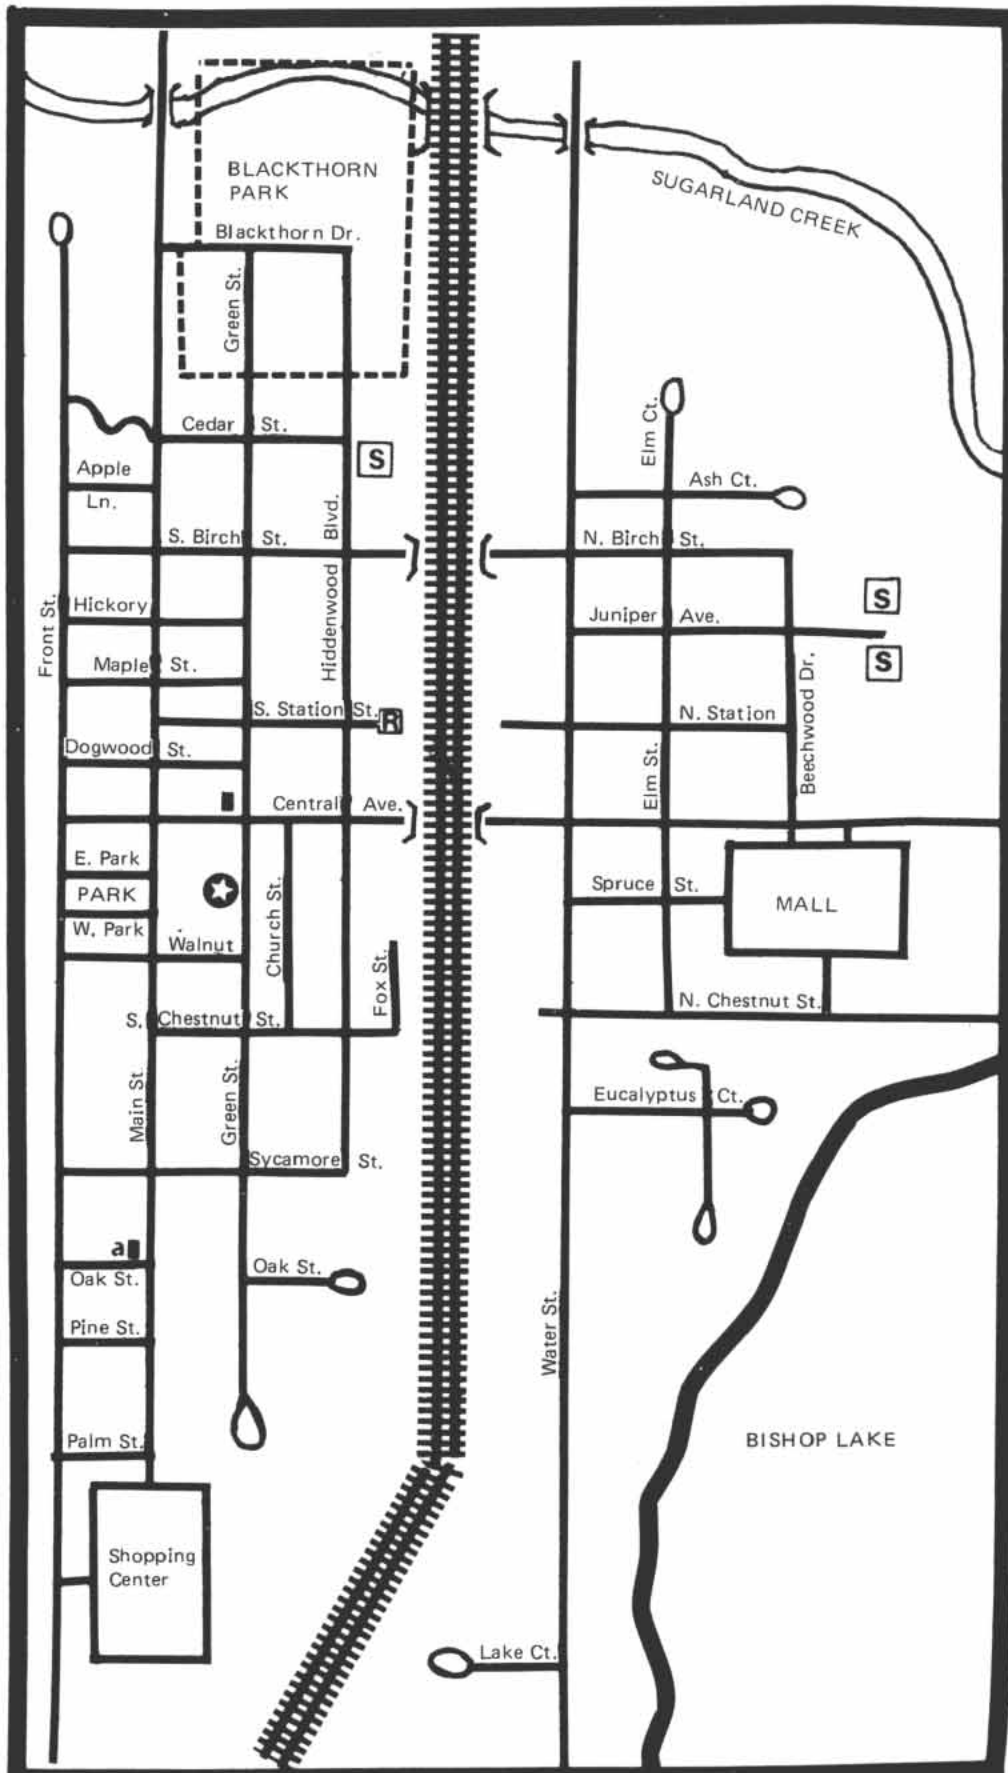 BLACKTHORN
PARK
SUGARLAND CREEK
Blackthorn Dr.
Green St.
Elm Ct.
Cedar St.
S
Apple
Ln.
Ash Ct.
S. Birch St.
Hiddenwood Blvd.
N. Birch St.
S
Front St.
Hickory
Juniper Ave.
S
Maple St.
Beechwood Dr.
S. Station St.
R
N. Station
Dogwood St.
Elm St.
Central Ave.
E. Park
PARK
W. Park
Church St.
Spruce St.
MALL
Walnut
Fox St.
S. Chestnut St.
N. Chestnut St.
Main St.
Green St.
Eucalyptus Ct.
Sycamore St.
a
Oak St.
Oak St.
Pine St.
Water St.
Palm St.
BISHOP LAKE
Shopping
Center
Lake Ct.